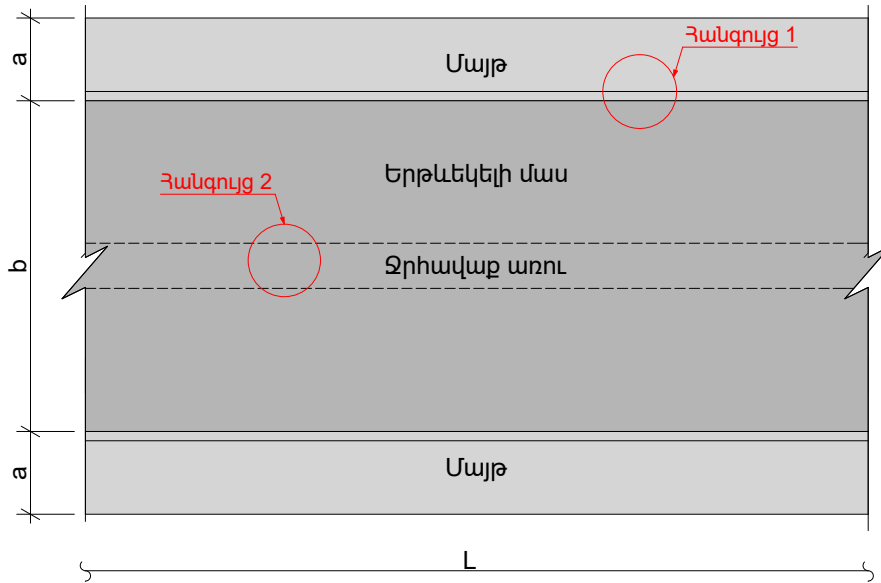 a
Մայթ
Հանգույց 1
Երթևեկելի մաս
Հանգույց 2
b
Ջրհավաք առու
a
Մայթ
L